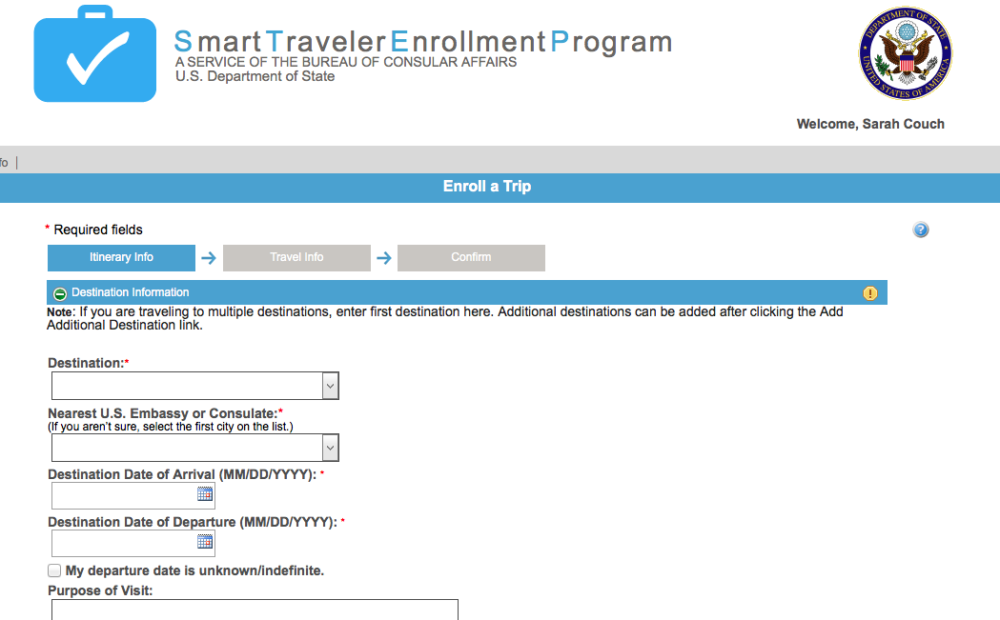 Smart Traveler Enrollment Program
A SERVICE OF THE BUREAU OF CONSULAR AFFAIRS
U.S. Department of State
DEPARTMENT OF STATE
UNITED STATES OF AMERICA
Welcome, Sarah Couch
fo |
Enroll a Trip
* Required fields
?
Itinerary Info
Travel Info
Confirm
Destination Information
!
Note: If you are traveling to multiple destinations, enter first destination here. Additional destinations can be added after clicking the Add
Additional Destination link.
Destination:*
Nearest U.S. Embassy or Consulate:*
(If you aren't sure, select the first city on the list.)
Destination Date of Arrival (MM/DD/YYYY): *
Destination Date of Departure (MM/DD/YYYY): *
My departure date is unknown/indefinite.
Purpose of Visit: